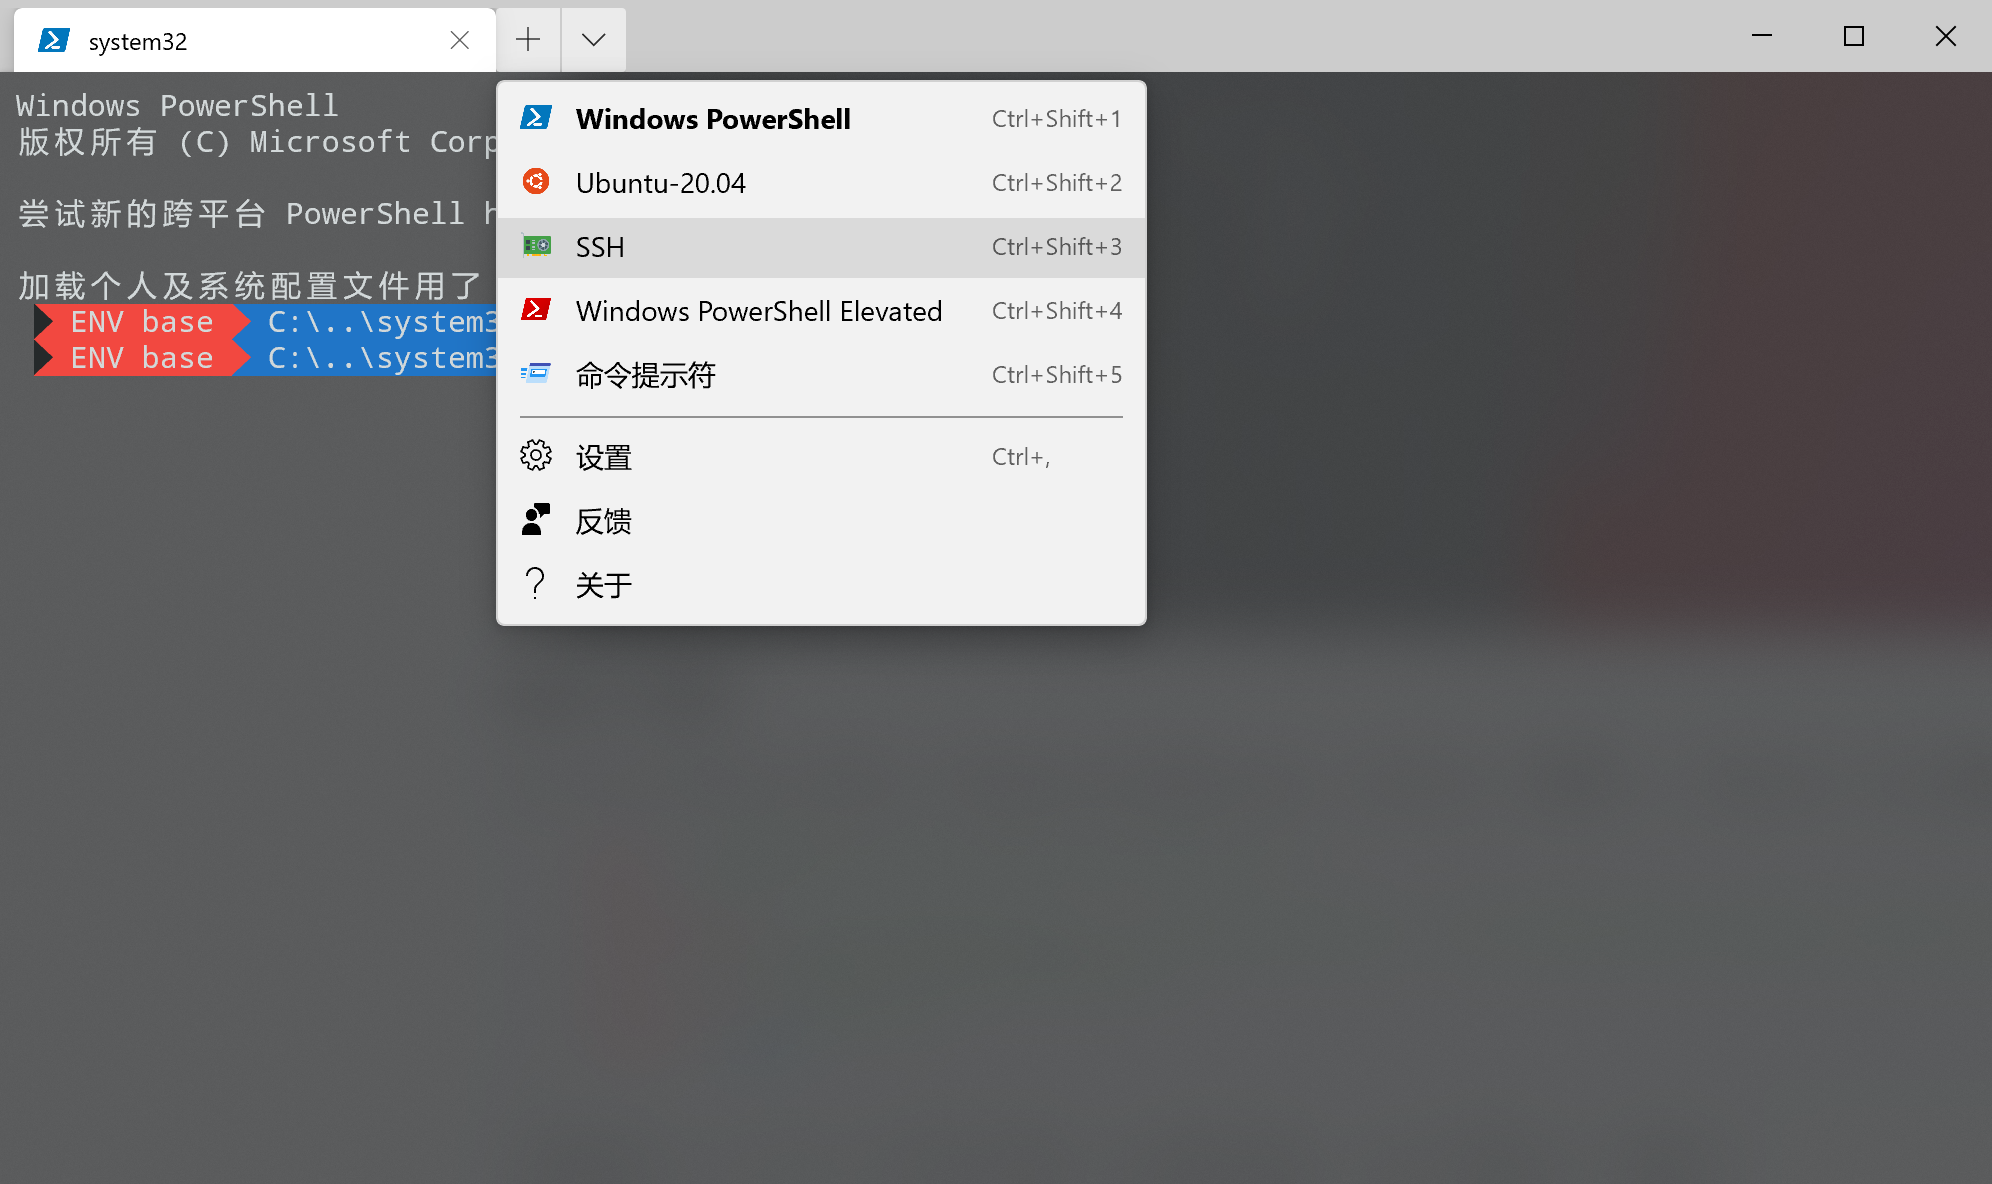 system32
Windows PowerShell
版权所有 (C) Microsoft Corp
尝试新的跨平台 PowerShell
加载个人及系统配置文件用了
ENV base C:\..\system3
ENV base C:\..\system3
Windows PowerShell Ctrl+Shift+1
Ubuntu-20.04 Ctrl+Shift+2
SSH Ctrl+Shift+3
Windows PowerShell Elevated Ctrl+Shift+4
命令提示符 Ctrl+Shift+5
设置 Ctrl+,
反馈
关于